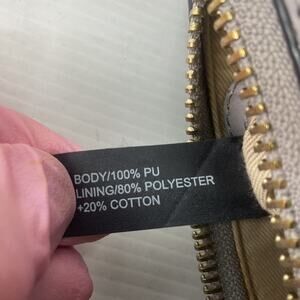 BODY/100% PU
LINING/80% POLYESTER
+20% COTTON